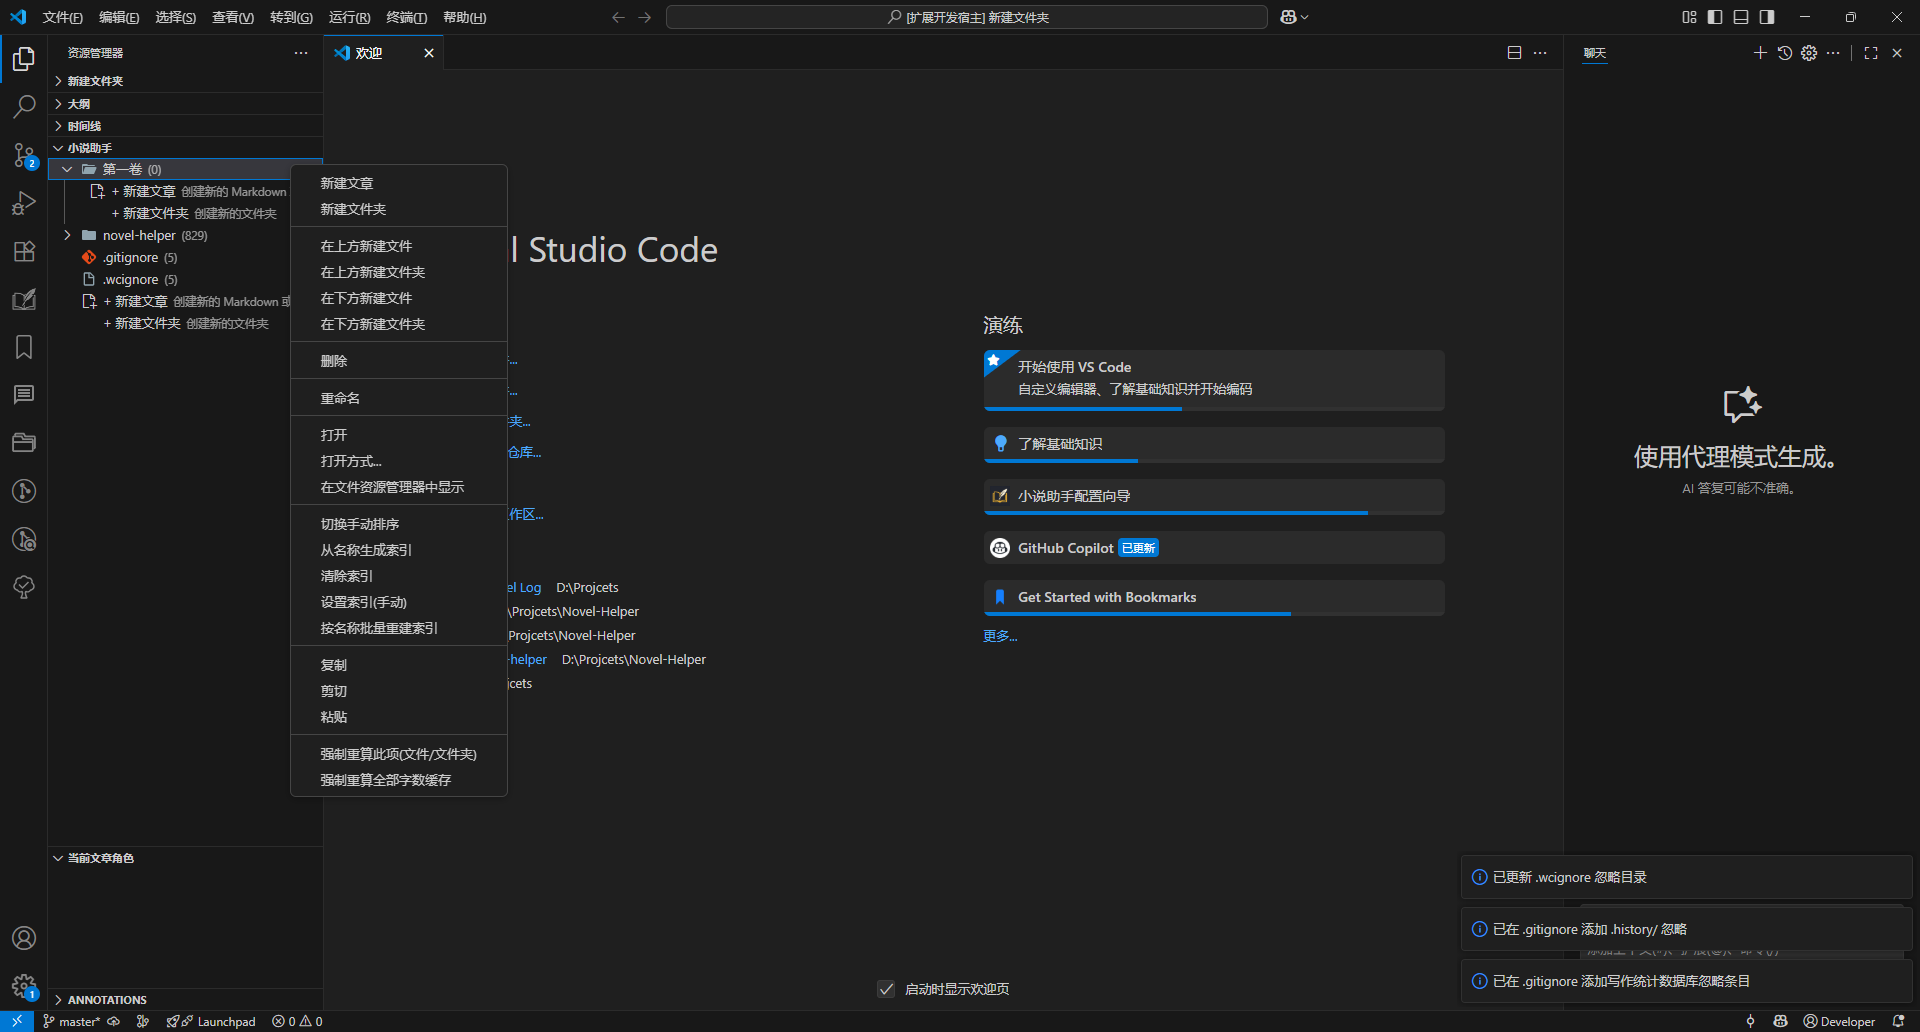 文件(F) 编辑(E) 选择(S) 查看(V) 转到(G) 运行(R) 终端(T) 帮助(H)
[扩展开发宿主] 新建文件夹
资源管理器
新建文件夹
大纲
时间线
小说助手
第一卷 (0)
+ 新建文章 创建新的 Markdown
+ 新建文件夹 创建新的文件夹
novel-helper (829)
.gitignore (5)
.wcignore (5)
+ 新建文章 创建新的 Markdown 或
+ 新建文件夹 创建新的文件夹
当前文章角色
ANNOTATIONS
2
1
新建文章
新建文件夹
在上方新建文件
在上方新建文件夹
在下方新建文件
在下方新建文件夹
删除
重命名
打开
打开方式...
在文件资源管理器中显示
切换手动排序
从名称生成索引
清除索引
设置索引(手动)
按名称批量重建索引
复制
剪切
粘贴
强制重算此项(文件/文件夹)
强制重算全部字数缓存
欢迎
l Studio Code
夹...
仓库...
作区...
el Log D:\Projcets
\Projcets\Novel-Helper
Projcets\Novel-Helper
-helper D:\Projcets\Novel-Helper
jcets
演练
开始使用 VS Code
自定义编辑器、了解基础知识并开始编码
了解基础知识
小说助手配置向导
GitHub Copilot 已更新
Get Started with Bookmarks
更多...
启动时显示欢迎页
聊天
使用代理模式生成。
AI 答复可能不准确。
已更新 .wcignore 忽略目录
已在 .gitignore 添加 .history/ 忽略
已在 .gitignore 添加写作统计数据库忽略条目
master* Launchpad 0 0
Developer